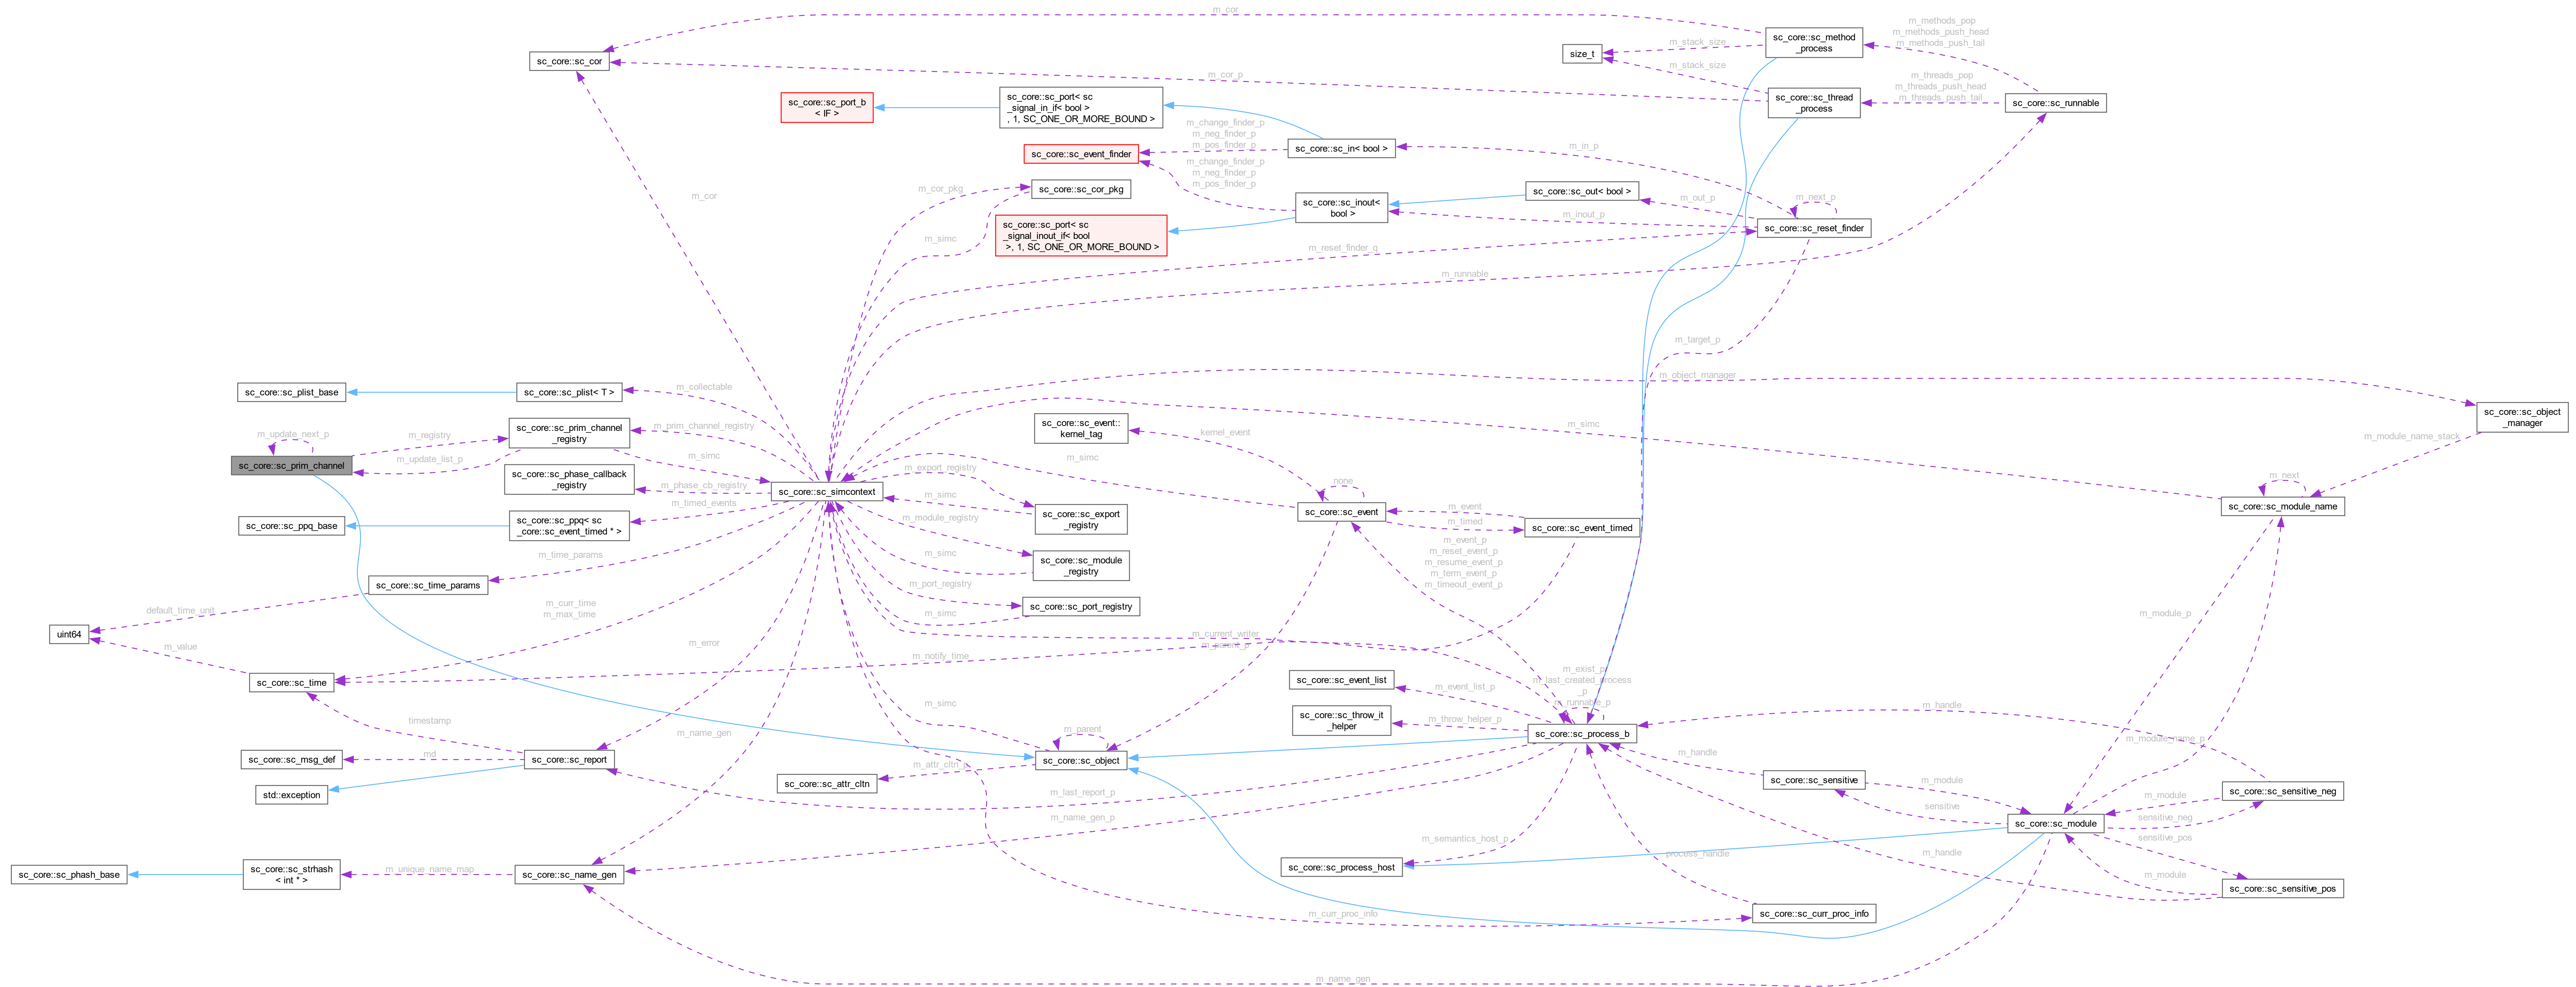 m_cor
sc_core::sc_cor
sc_core::sc_method
_process
m_methods_pop
m_methods_push_head
m_methods_push_tail
size_t
m_stack_size
m_stack_size
m_cor_p
sc_core::sc_thread
_process
m_threads_pop
m_threads_push_head
m_threads_push_tail
sc_core::sc_runnable
sc_core::sc_port_b
< IF >
sc_core::sc_port< sc
_signal_in_if< bool >
, 1, SC_ONE_OR_MORE_BOUND >
m_change_finder_p
m_neg_finder_p
m_pos_finder_p
sc_core::sc_in< bool >
m_in_p
sc_core::sc_event_finder
m_change_finder_p
m_neg_finder_p
m_pos_finder_p
m_cor
m_cor_pkg
sc_core::sc_cor_pkg
sc_core::sc_inout<
bool >
sc_core::sc_out< bool >
m_out_p
m_next_p
m_inout_p
sc_core::sc_reset_finder
m_simc
sc_core::sc_port< sc
_signal_inout_if< bool
>, 1, SC_ONE_OR_MORE_BOUND >
m_reset_finder_q
m_runnable
m_target_p
sc_core::sc_plist_base
sc_core::sc_plist< T >
m_collectable
m_object_manager
sc_core::sc_object
_manager
m_update_next_p
m_registry
sc_core::sc_prim_channel
_registry
m_prim_channel_registry
sc_core::sc_event::
kernel_tag
kernel_event
m_simc
m_module_name_stack
sc_core::sc_prim_channel
m_update_list_p
m_simc
m_simc
sc_core::sc_phase_callback
_registry
m_phase_cb_registry
sc_core::sc_simcontext
m_export_registry
m_simc
sc_core::sc_export
_registry
none
sc_core::sc_event
m_event
m_timed
sc_core::sc_event_timed
m_next
sc_core::sc_module_name
sc_core::sc_ppq_base
sc_core::sc_ppq< sc
_core::sc_event_timed * >
m_timed_events
m_module_registry
m_simc
sc_core::sc_module
_registry
m_event_p
m_reset_event_p
m_resume_event_p
m_term_event_p
m_timeout_event_p
sc_core::sc_time_params
m_time_params
m_port_registry
m_simc
sc_core::sc_port_registry
default_time_unit
m_curr_time
m_max_time
uint64
m_value
m_error
m_current_writer
m_parent_p
m_notify_time
m_module_p
sc_core::sc_time
sc_core::sc_event_list
m_event_list_p
m_exist_p
m_last_created_process
_p
m_runnable_p
m_simc
timestamp
m_name_gen
m_parent
sc_core::sc_throw_it
_helper
m_throw_helper_p
sc_core::sc_process_b
m_handle
m_module_name_p
sc_core::sc_msg_def
md
sc_core::sc_report
sc_core::sc_object
m_attr_cltn_p
sc_core::sc_attr_cltn
m_handle
sc_core::sc_sensitive
m_module
sensitive
std::exception
m_last_report_p
m_name_gen_p
sc_core::sc_sensitive_neg
m_module
sensitive_neg
sc_core::sc_module
sensitive_pos
m_semantics_host_p
process_handle
m_handle
m_module
sc_core::sc_phash_base
sc_core::sc_strhash
< int * >
m_unique_name_map
sc_core::sc_name_gen
sc_core::sc_process_host
sc_core::sc_sensitive_pos
m_curr_proc_info
sc_core::sc_curr_proc_info
m_name_gen